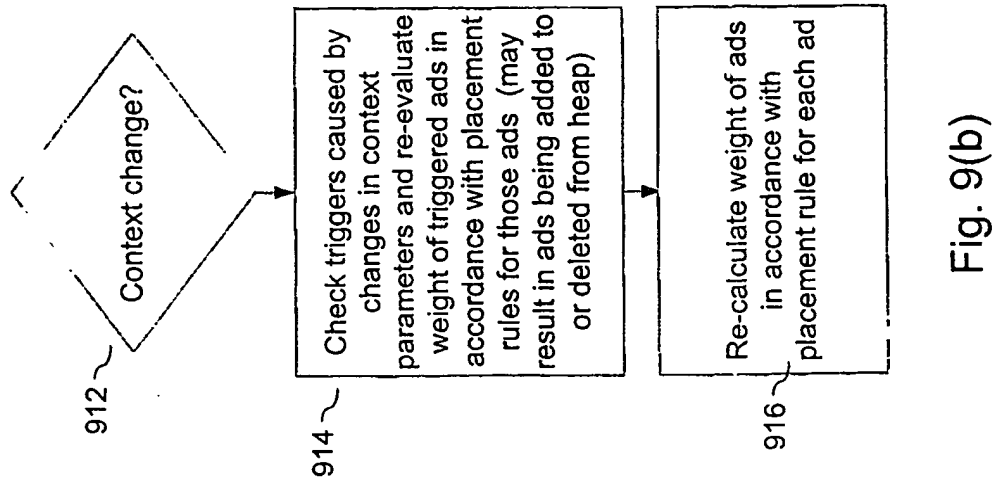 912
Context change?
914
Check triggers caused by
changes in context
parameters and re-evaluate
weight of triggered ads in
accordance with placement
rules for those ads (may
result in ads being added to
or deleted from heap)
916
Re-calculate weight of ads
in accordance with
placement rule for each ad
Fig. 9(b)